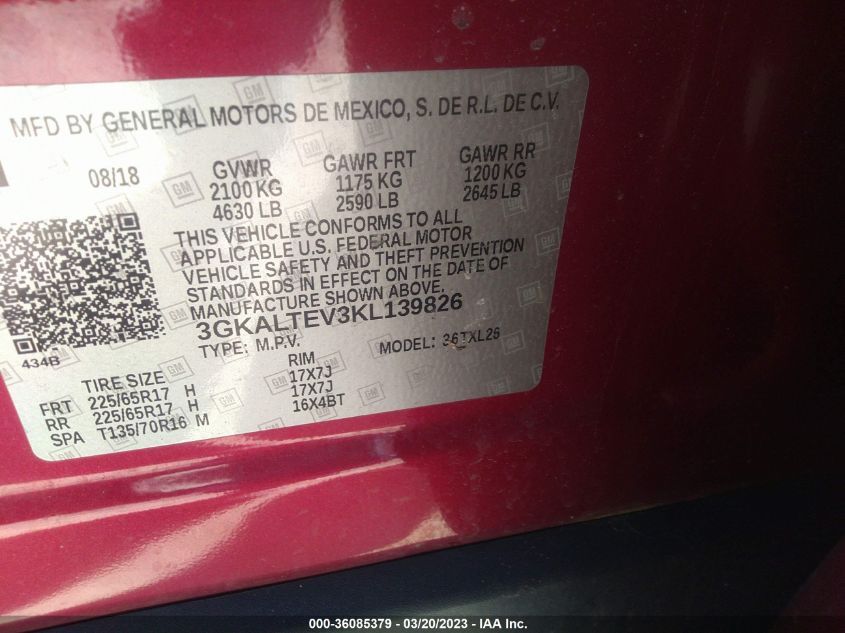 MFD BY GENERAL MOTORS DE MEXICO, S. DE R.L. DE C.V.
08/18 GVWR GAWR FRT GAWR RR
2100 KG 1175 KG 1200 KG
4630 LB 2590 LB 2645 LB
THIS VEHICLE CONFORMS TO ALL
APPLICABLE U.S. FEDERAL MOTOR
VEHICLE SAFETY AND THEFT PREVENTION
STANDARDS IN EFFECT ON THE DATE OF
MANUFACTURE SHOWN ABOVE.
3GKALTEV3KL139826
434B
TYPE: M.P.V. MODEL: 36TXL26
TIRE SIZE RIM
FRT 225/65R17 H 17X7J
RR 225/65R17 H 17X7J
SPA T135/70R16 M 16X4BT
000-36085379 — 03/20/2023 — IAA Inc.